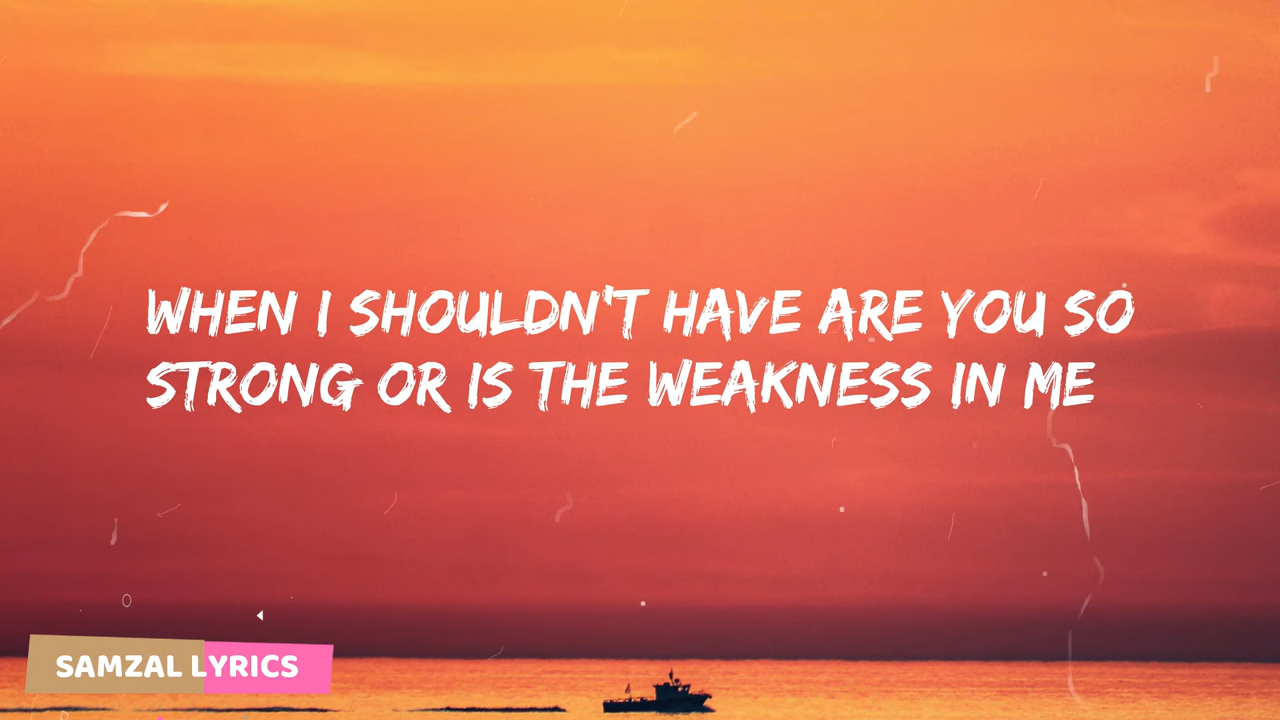 WHEN I SHOULDN'T HAVE ARE YOU SO
STRONG OR IS THE WEAKNESS IN ME
SAMZAL LYRICS